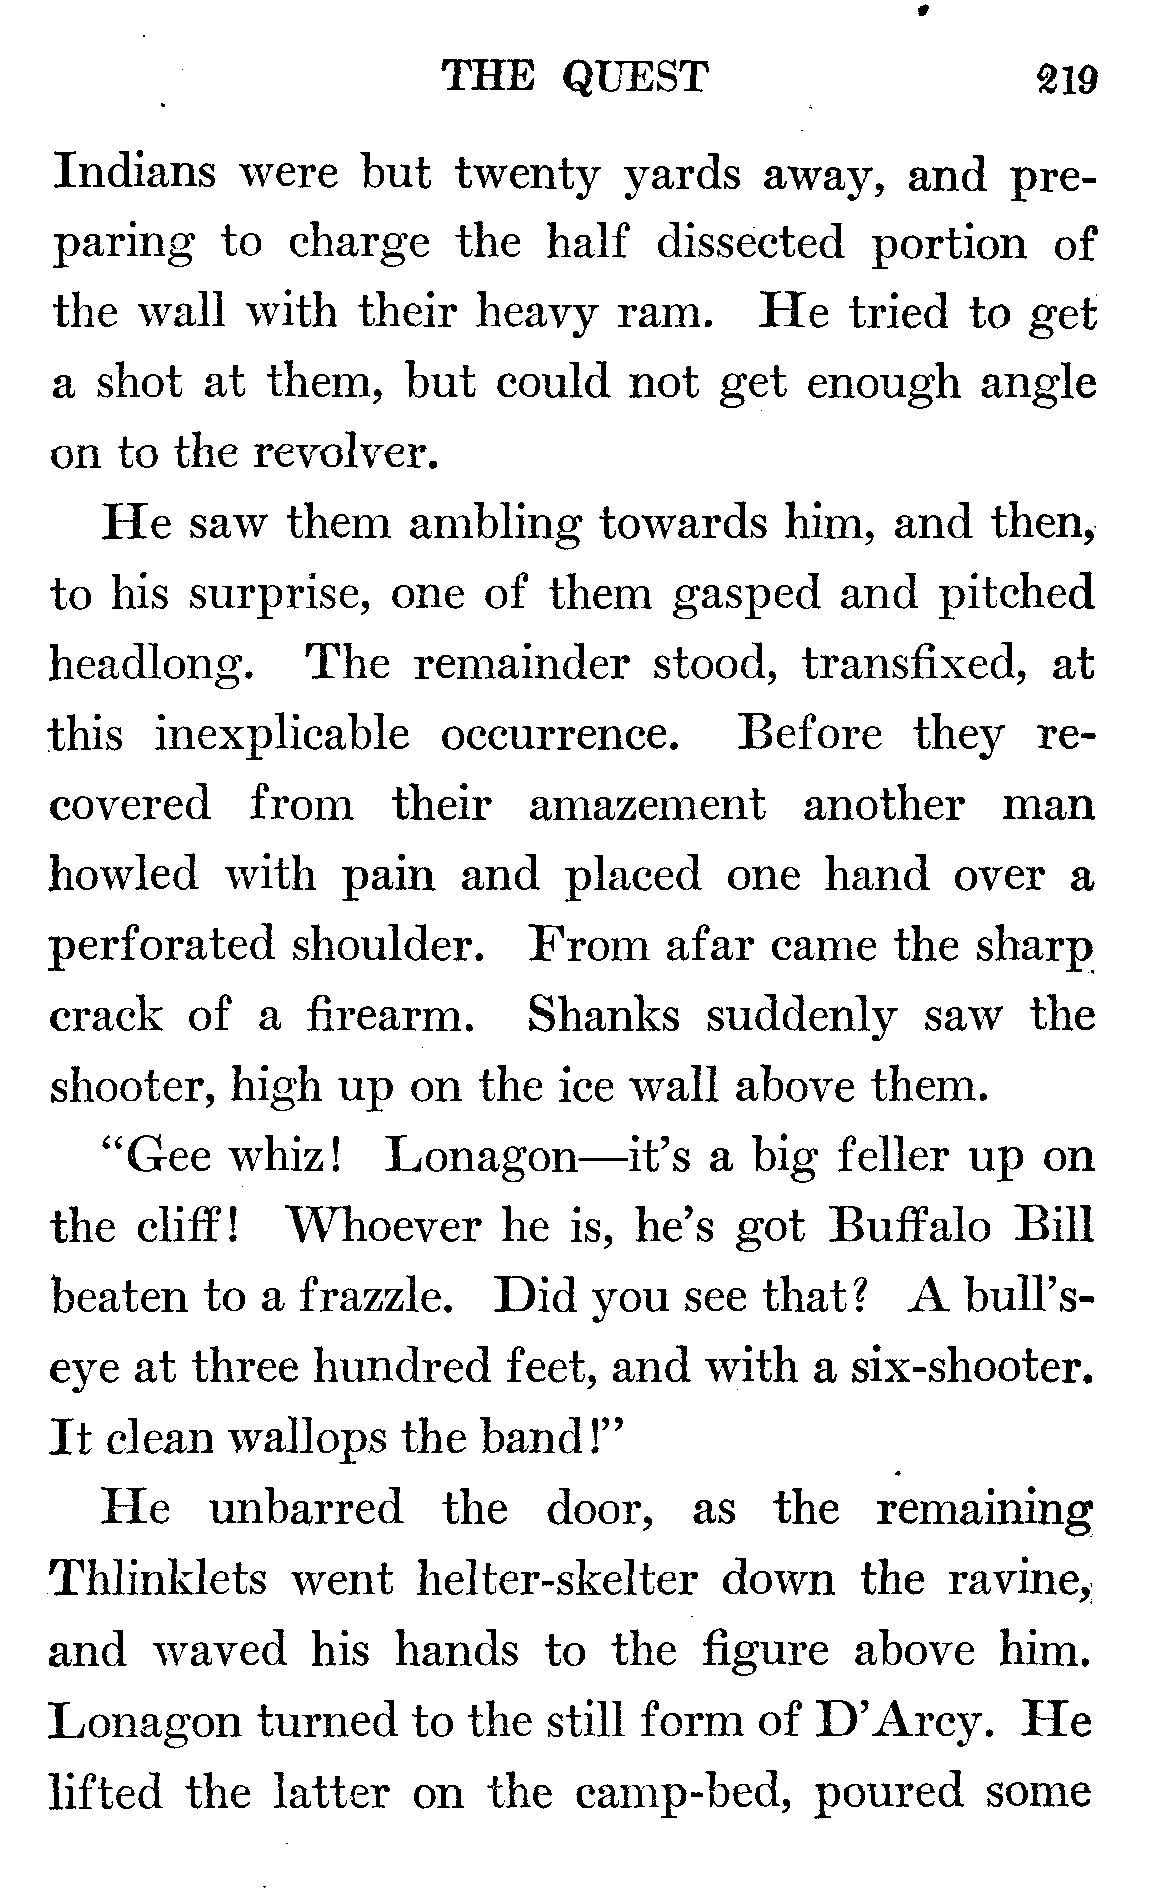 THE QUEST 219
Indians were but twenty yards away, and pre-
paring to charge the half dissected portion of
the wall with their heavy ram. He tried to get
a shot at them, but could not get enough angle
on to the revolver.
He saw them ambling towards him, and then,
to his surprise, one of them gasped and pitched
headlong. The remainder stood, transfixed, at
this inexplicable occurrence. Before they re-
covered from their amazement another man
howled with pain and placed one hand over a
perforated shoulder. From afar came the sharp
crack of a firearm. Shanks suddenly saw the
shooter, high up on the ice wall above them.
“Gee whiz! Lonagon—it’s a big feller up on
the cliff! Whoever he is, he’s got Buffalo Bill
beaten to a frazzle. Did you see that? A bull’s-
eye at three hundred feet, and with a six-shooter.
It clean wallops the band!”
He unbarred the door, as the remaining
Thlinklets went helter-skelter down the ravine,
and waved his hands to the figure above him.
Lonagon turned to the still form of D’Arcy. He
lifted the latter on the camp-bed, poured some